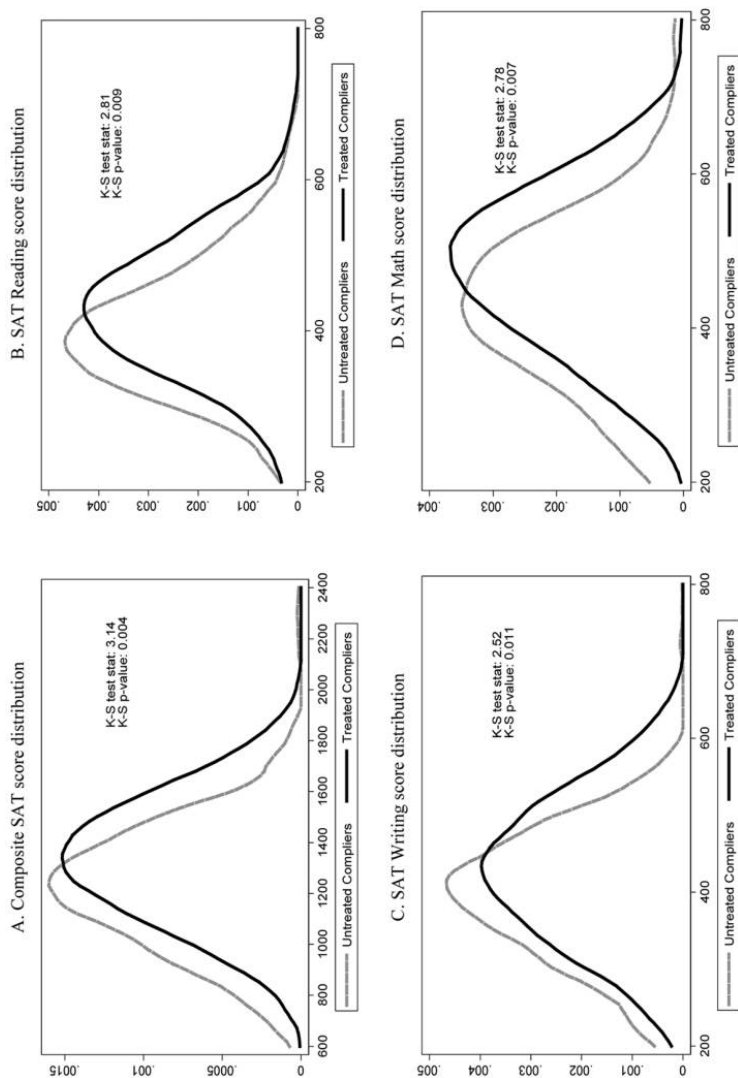 A. Composite SAT score distribution
.0015
.001
.0005
0
K-S test stat: 3.14
K-S p-value: 0.004
600 800 1000 1200 1400 1600 1800 2000 2200 2400
Untreated Compliers Treated Compliers
B. SAT Reading score distribution
.005
.004
.003
.002
.001
0
K-S test stat: 2.81
K-S p-value: 0.009
200 400 600 800
Untreated Compliers Treated Compliers
C. SAT Writing score distribution
.005
.004
.003
.002
.001
0
K-S test stat: 2.52
K-S p-value: 0.011
200 400 600 800
Untreated Compliers Treated Compliers
D. SAT Math score distribution
.004
.003
.002
.001
0
K-S test stat: 2.78
K-S p-value: 0.007
200 400 600 800
Untreated Compliers Treated Compliers